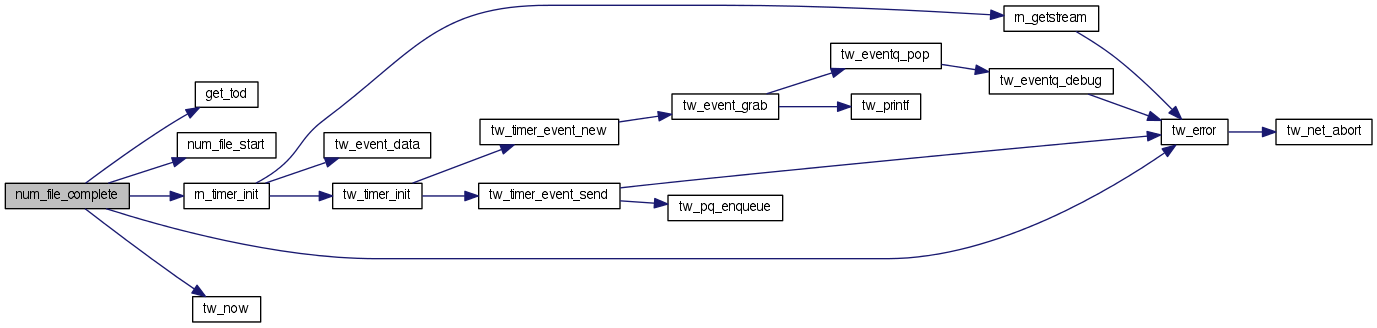 rn_getstream
tw_eventq_pop
tw_eventq_debug
get_tod
tw_event_grab
tw_printf
tw_timer_event_new
tw_error
tw_net_abort
num_file_start
tw_event_data
num_file_complete
rn_timer_init
tw_timer_init
tw_timer_event_send
tw_pq_enqueue
tw_now